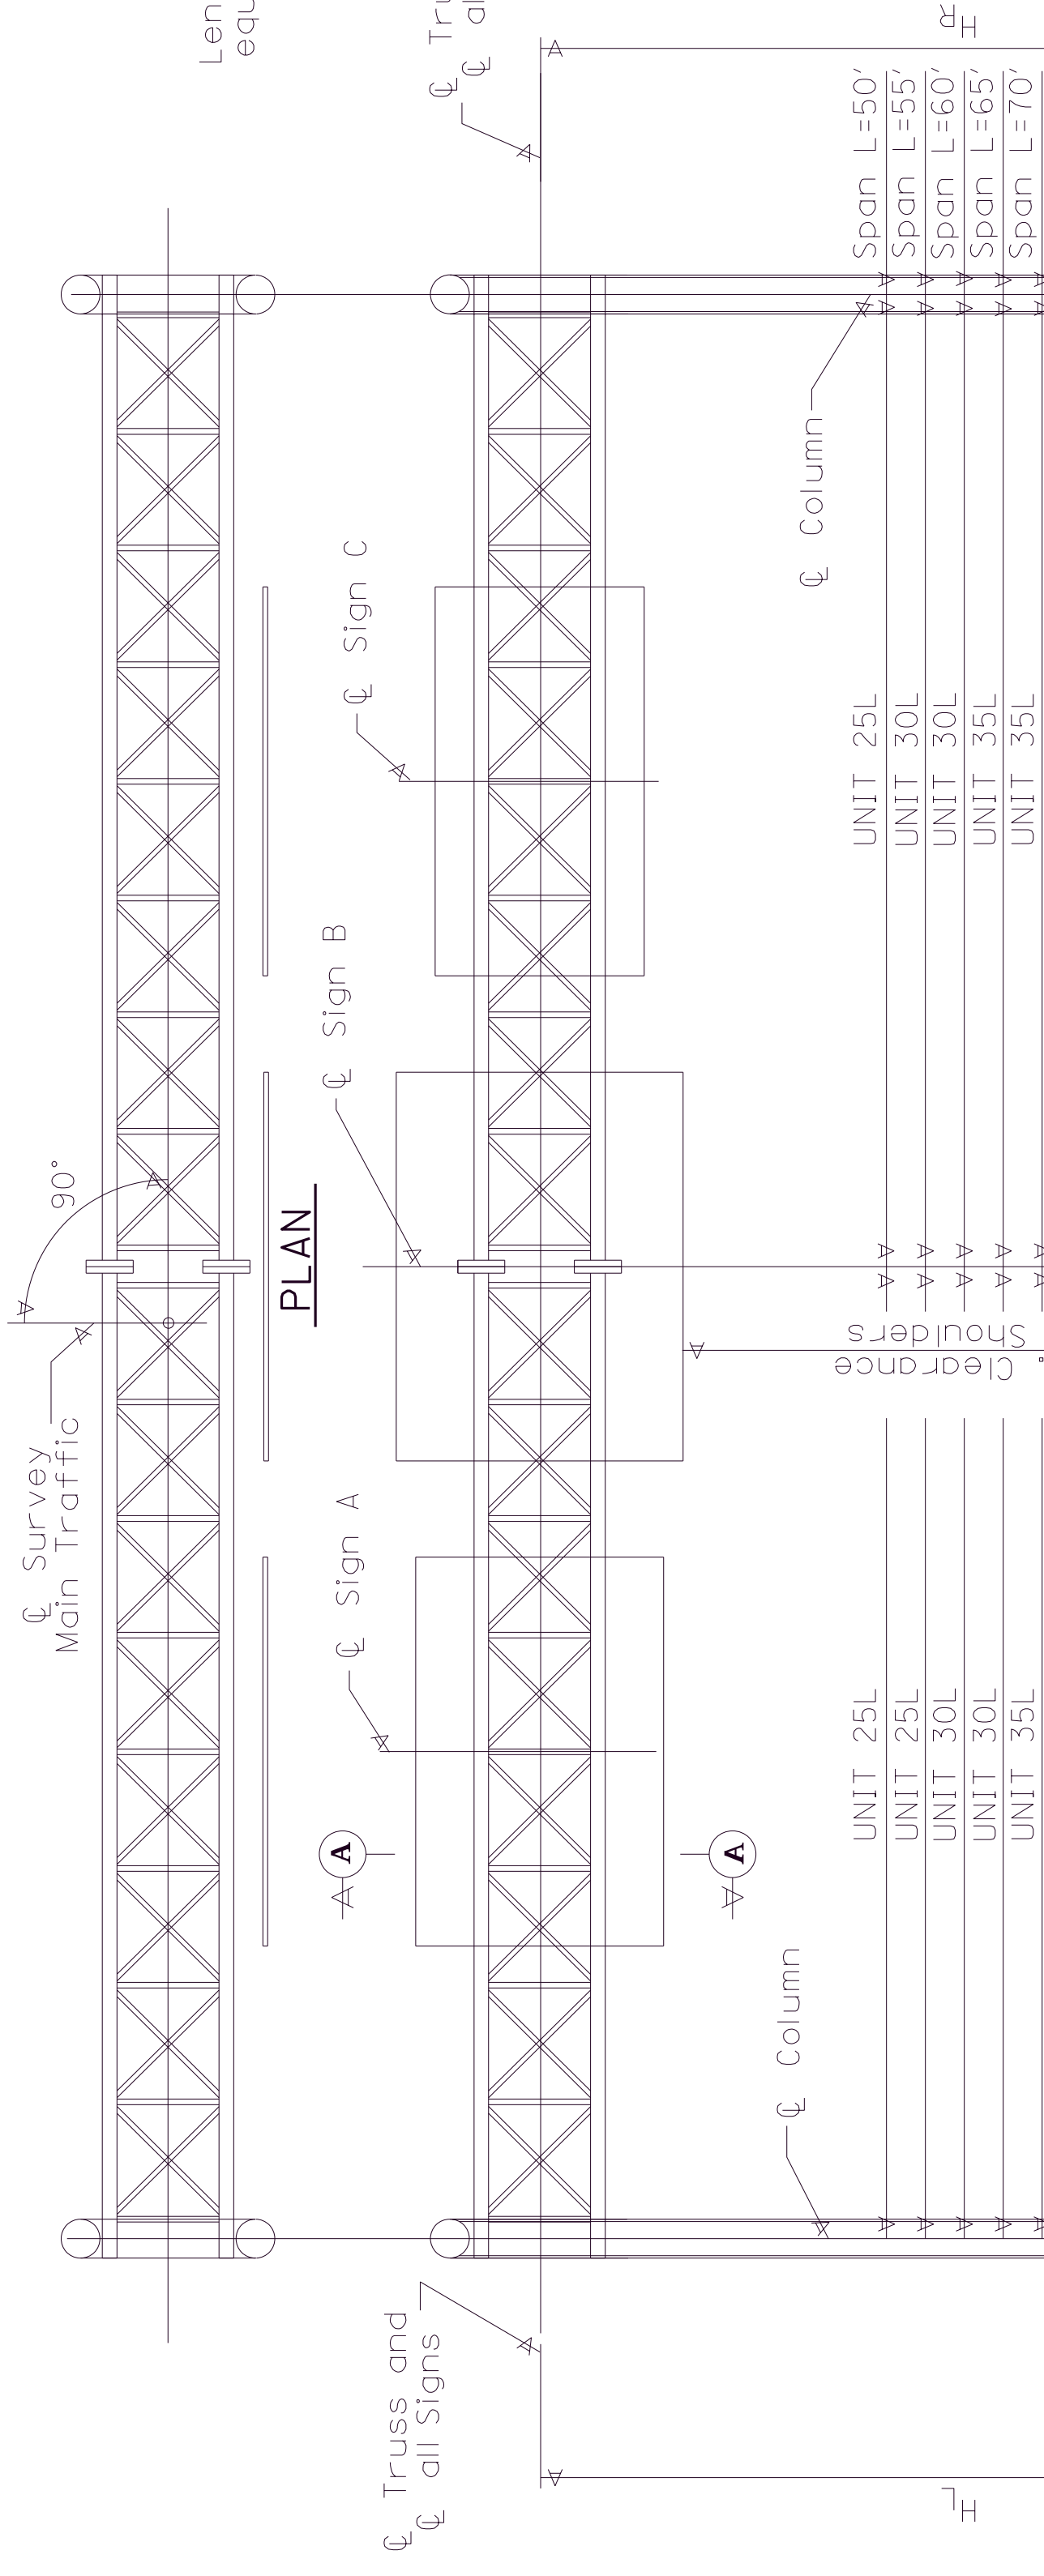 ℄ Survey
Main Traffic
90°
Len
equ
PLAN
℄ Truss and
℄ all Signs
℄ Sign A
℄ Sign B
℄ Sign C
℄ Tru
℄ al
A
A
℄ Column
℄ Column
H_L
H_R
Clearance
Shoulders
UNIT 25L UNIT 25L Span L=50'
UNIT 25L UNIT 30L Span L=55'
UNIT 30L UNIT 30L Span L=60'
UNIT 30L UNIT 35L Span L=65'
UNIT 35L UNIT 35L Span L=70'